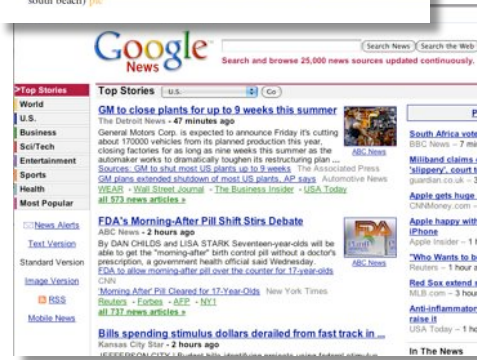 south beach)
Google
News
Search News
Search the Web
Search and browse 25,000 news sources updated continuously.
>Top Stories
World
U.S.
Business
Sci/Tech
Entertainment
Sports
Health
Most Popular
News Alerts
Text Version
Standard Version
Image Version
RSS
Mobile News
Top Stories
U.S.
Go
GM to close plants for up to 9 weeks this summer
The Detroit News - 47 minutes ago
General Motors Corp. is expected to announce Friday it's cutting
about 170000 vehicles from its planned production this year,
closing factories for as long as nine weeks this summer as the
automaker works to dramatically toughen its restructuring plan ...
Sources: GM to shut most US plants up to 9 weeks The Associated Press
GM plans extended shutdown of most US plants, AP says Automotive News
WEAR - Wall Street Journal - The Business Insider - USA Today
all 573 news articles »
ABC News
FDA's Morning-After Pill Shift Stirs Debate
ABC News - 2 hours ago
By DAN CHILDS and LISA STARK Seventeen-year-olds will be
able to get the "morning-after" birth control pill without a doctor's
prescription, a government health official said Wednesday.
FDA to allow morning-after pill over the counter for 17-year-olds
CNN
'Morning After' Pill Cleared for 17-Year-Olds New York Times
Reuters - Forbes - AFP - NY1
all 737 news articles »
FDA
ABC News
Bills spending stimulus dollars derailed from fast track in ...
Kansas City Star - 2 hours ago
South Africa vote
BBC News - 7 mi
Miliband claims
'slippery', court t
guardian.co.uk - 3
Apple gets huge
CNNMoney.com -
Apple happy with
iPhone
Apple Insider - 1 h
"Who Wants to b
Reuters - 1 hour a
Red Sox extend
MLB.com - 3 hou
Anti-inflammator
raise it
USA Today - 1 ho
In The News